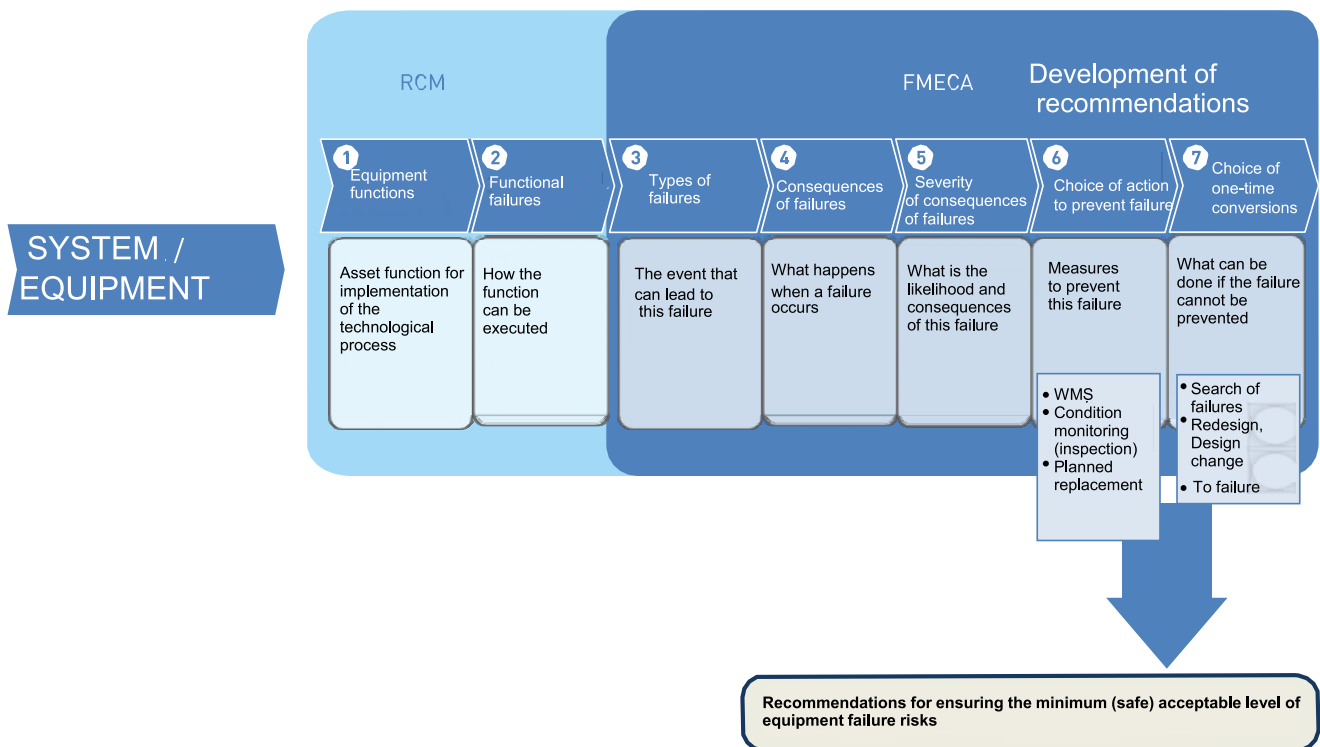 RCM
FMECA
Development of
recommendations
1
Equipment
functions
2
Functional
failures
3
Types of
failures
4
Consequences
of failures
5
Severity
of consequences
of failures
6
Choice of action
to prevent failure
7
Choice of
one-time
conversions
SYSTEM /
EQUIPMENT
Asset function for
implementation
of the
technological
process
How the
function
can be
executed
The event that
can lead to
this failure
What happens
when a failure
occurs
What is the
likelihood and
consequences
of this failure
Measures
to prevent
this failure
What can be
done if the failure
cannot be
prevented
• WMS
• Condition
monitoring
(inspection)
• Planned
replacement
• Search of
failures
• Redesign,
Design
change
• To failure
Recommendations for ensuring the minimum (safe) acceptable level of
equipment failure risks